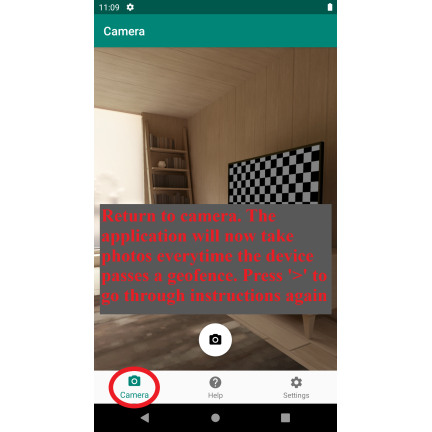 11:09
Camera
Return to camera. The
application will now take
photos everytime the device
passes a geofence. Press '>' to
go through instructions again
Camera Help Settings